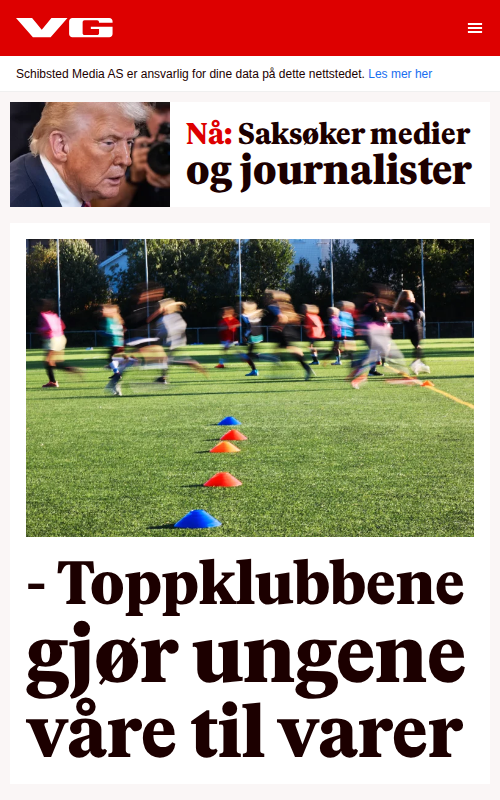 VG
Schibsted Media AS er ansvarlig for dine data på dette nettstedet. Les mer her
Nå: Saksøker medier
og journalister
- Toppklubbene
gjør ungene
våre til varer